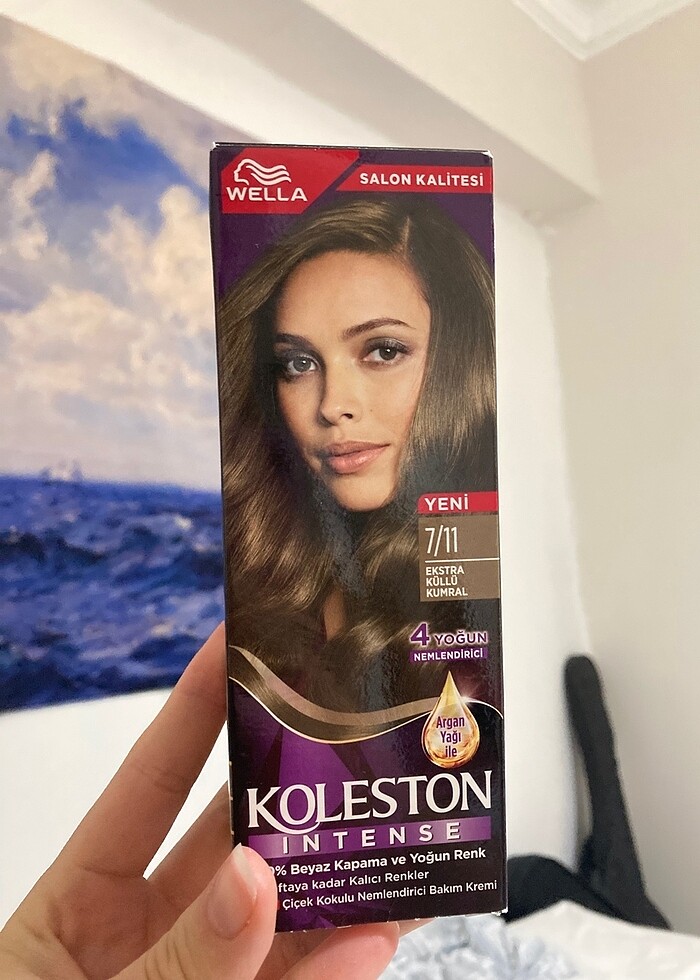 WELLA
SALON KALİTESİ
YENİ
7/11
EKSTRA
KÜLLÜ
KUMRAL
4 YOĞUN
NEMLENDİRİCİ
Argan
Yağı
ile
KOLESTON
INTENSE
% Beyaz Kapama ve Yoğun Renk
kadar Kalıcı Renkler
Çiçek Kokulu Nemlendirici Bakım Kremi